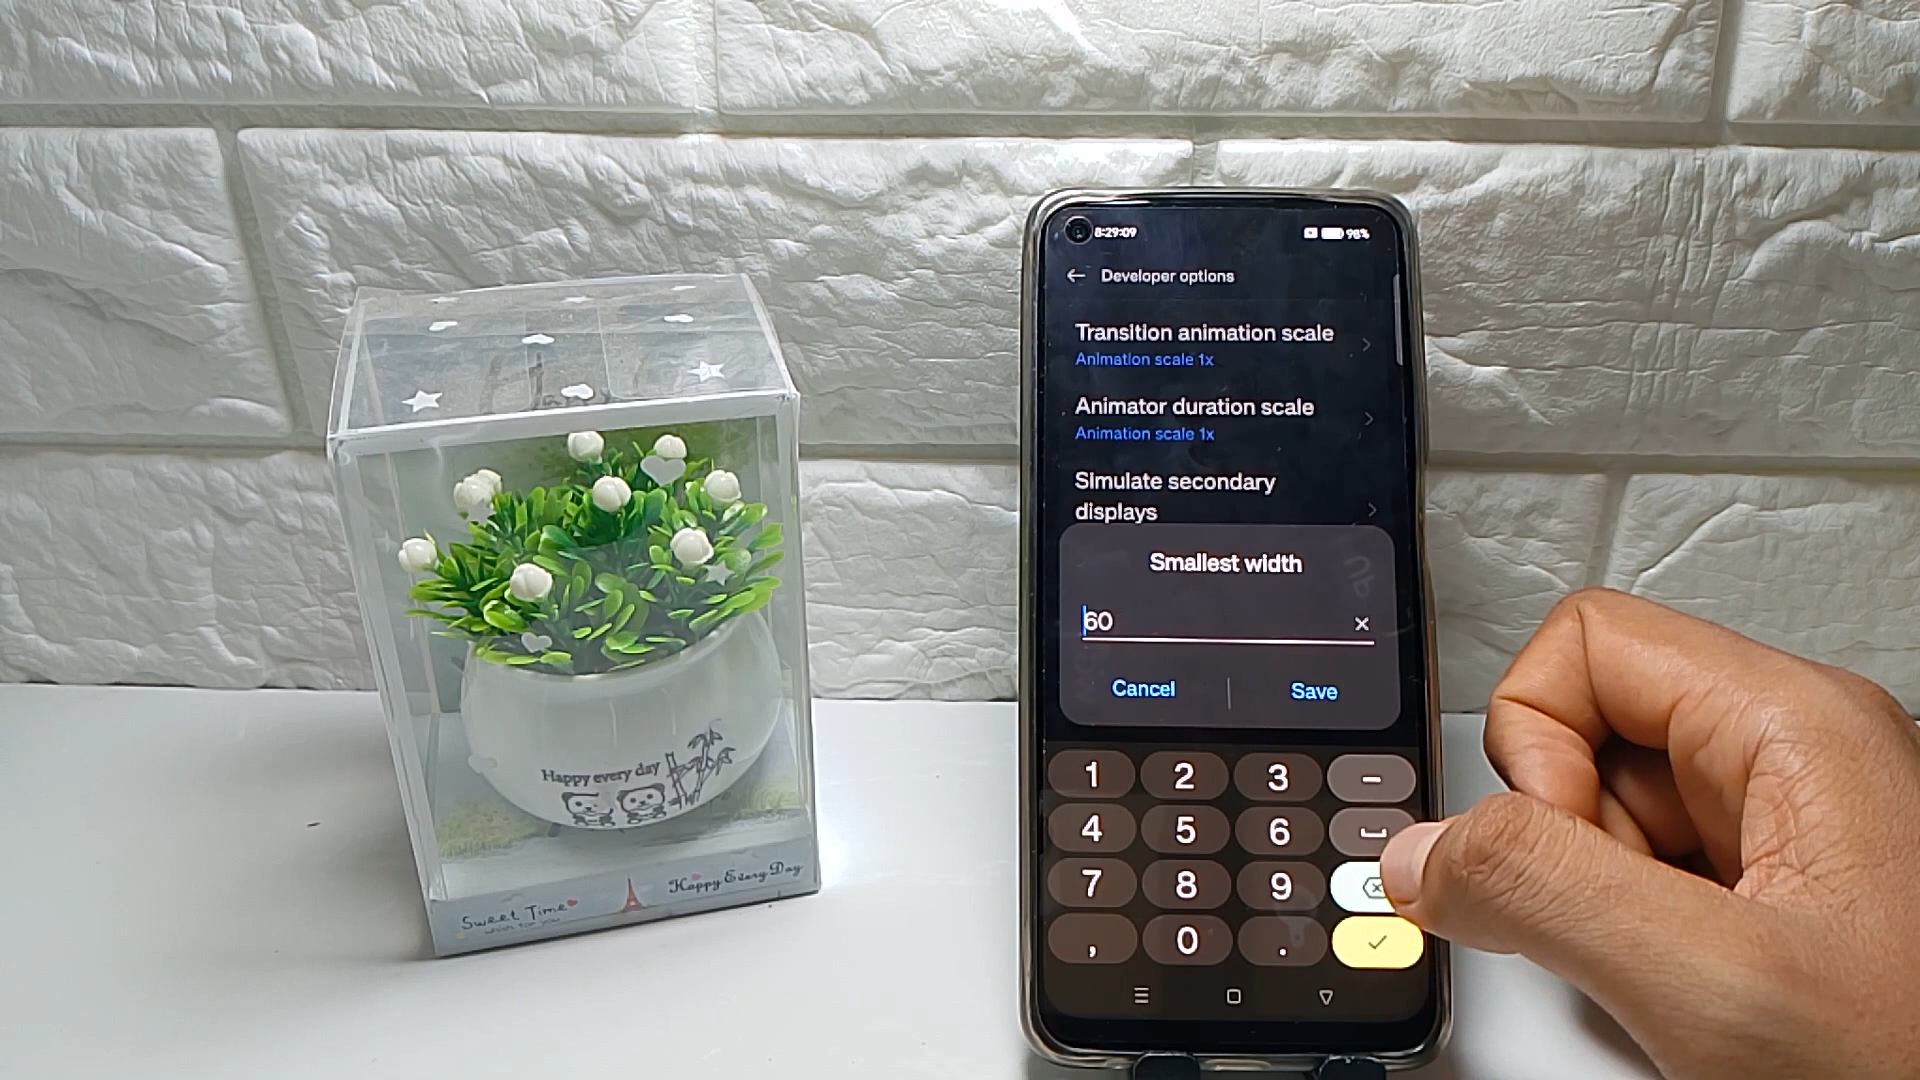 8:29:09
98%
Developer options
Transition animation scale
Animation scale 1x
Animator duration scale
Animation scale 1x
Simulate secondary
displays
Smallest width
60
Cancel
Save
1 2 3 -
4 5 6
7 8 9
, 0 .
Happy every day
Sweet Time
Happy Every Day